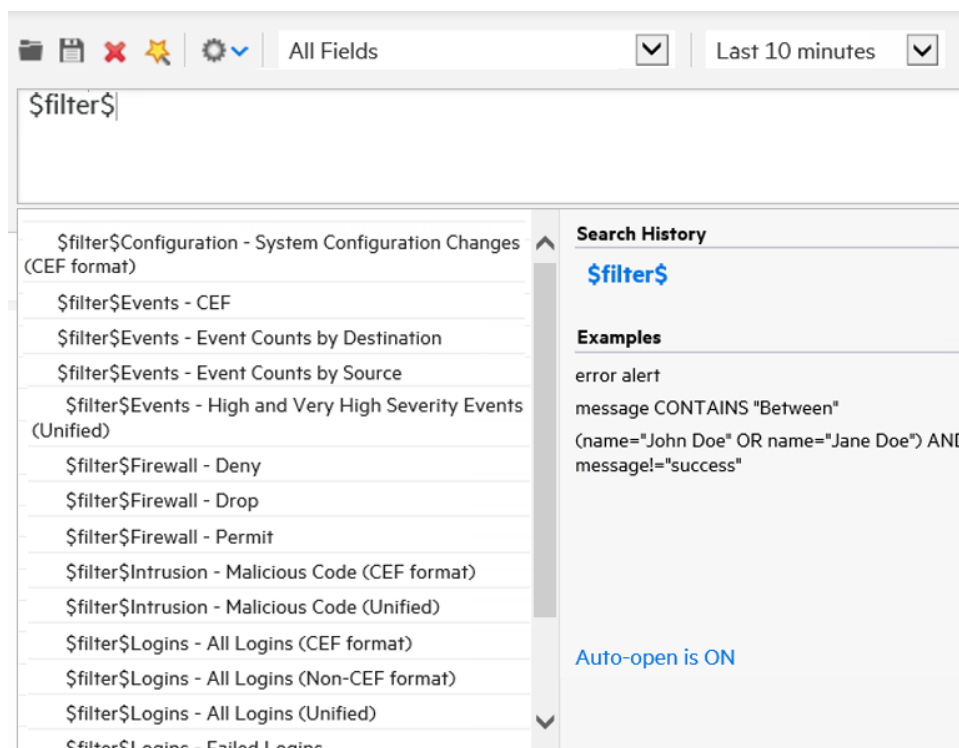 All Fields
Last 10 minutes
$filter$
$filter$Configuration - System Configuration Changes
(CEF format)
$filter$Events - CEF
$filter$Events - Event Counts by Destination
$filter$Events - Event Counts by Source
$filter$Events - High and Very High Severity Events
(Unified)
$filter$Firewall - Deny
$filter$Firewall - Drop
$filter$Firewall - Permit
$filter$Intrusion - Malicious Code (CEF format)
$filter$Intrusion - Malicious Code (Unified)
$filter$Logins - All Logins (CEF format)
$filter$Logins - All Logins (Non-CEF format)
$filter$Logins - All Logins (Unified)
$filter$Logins - Failed Logins
Search History
$filter$
Examples
error alert
message CONTAINS "Between"
(name="John Doe" OR name="Jane Doe") AND
message!="success"
Auto-open is ON